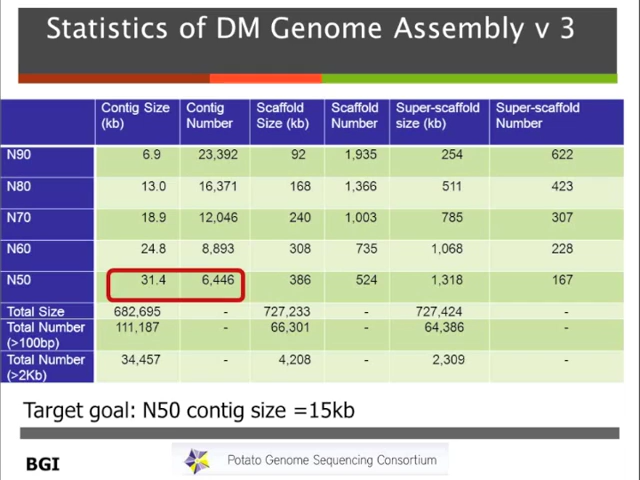 Statistics of DM Genome Assembly v 3
Contig Size (kb) Contig Number Scaffold Size (kb) Scaffold Number Super-scaffold size (kb) Super-scaffold Number
N90 6.9 23,392 92 1,935 254 622
N80 13.0 16,371 168 1,366 511 423
N70 18.9 12,046 240 1,003 785 307
N60 24.8 8,893 308 735 1,068 228
N50 31.4 6,446 386 524 1,318 167
Total Size 682,695 - 727,233 - 727,424 -
Total Number (>100bp) 111,187 - 66,301 - 64,386 -
Total Number (>2Kb) 34,457 - 4,208 - 2,309 -
Target goal: N50 contig size =15kb
BGI
Potato Genome Sequencing Consortium